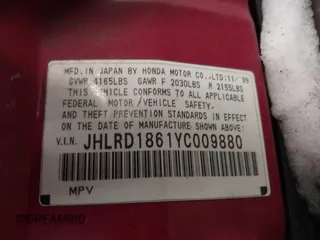 MFD.IN JAPAN BY HONDA MOTOR CO.,LTD:11/ 99
GVWR 4165LBS GAWR F 2030LBS R 2155LBS
THIS VEHICLE CONFORMS TO ALL APPLICABLE
FEDERAL MOTOR/VEHICLE SAFETY,
AND THEFT PREVENTION STANDARDS IN EFFECT
ON THE DATE OF MANUFACTURE SHOWN ABOVE:
V.I.N. JHLRD1861YC009880
MPV
©DREAMBID